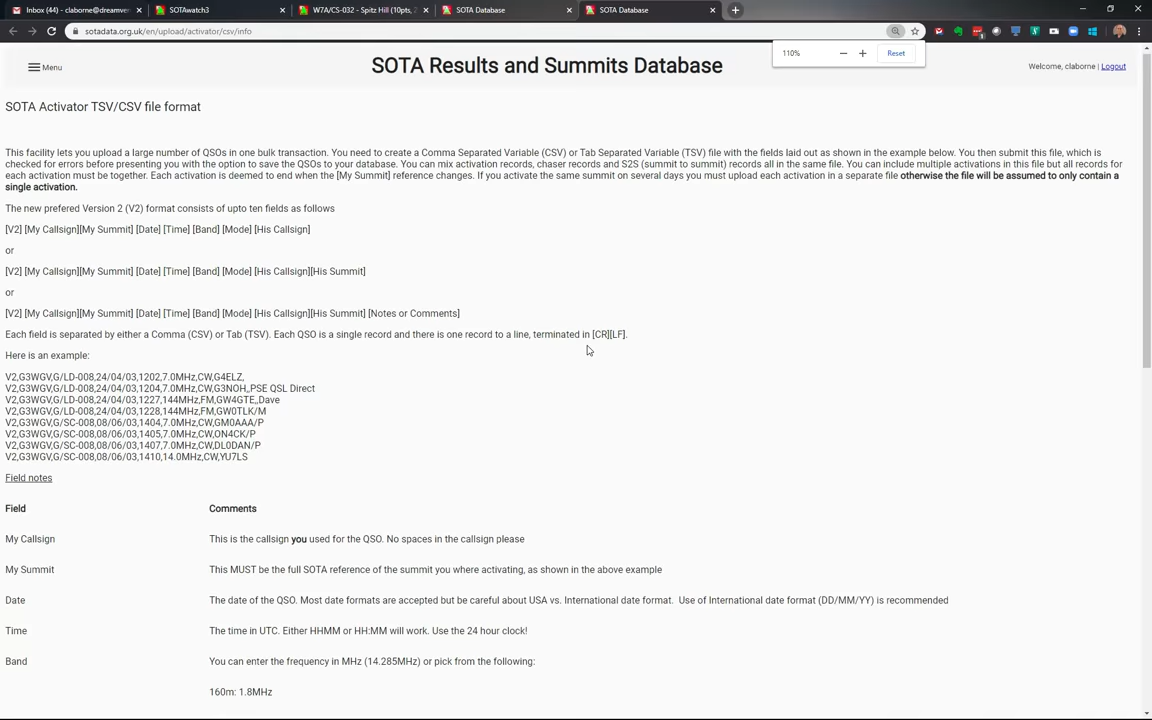 Inbox (44) - claborne@dreamver
SOTAwatch3
W7A/CS-032 - Spitz Hill (10pts, 2
SOTA Database
SOTA Database
sotadata.org.uk/en/upload/activator/csv/info
110%
Reset
Menu
SOTA Results and Summits Database
Welcome, claborne | Logout
SOTA Activator TSV/CSV file format
This facility lets you upload a large number of QSOs in one bulk transaction. You need to create a Comma Separated Variable (CSV) or Tab Separated Variable (TSV) file with the fields laid out as shown in the example below. You then submit this file, which is
checked for errors before presenting you with the option to save the QSOs to your database. You can mix activation records, chaser records and S2S (summit to summit) records all in the same file. You can include multiple activations in this file but all records for
each activation must be together. Each activation is deemed to end when the [My Summit] reference changes. If you activate the same summit on several days you must upload each activation in a separate file otherwise the file will be assumed to only contain a
single activation.
The new prefered Version 2 (V2) format consists of upto ten fields as follows
[V2] [My Callsign][My Summit] [Date] [Time] [Band] [Mode] [His Callsign]
or
[V2] [My Callsign][My Summit] [Date] [Time] [Band] [Mode] [His Callsign][His Summit]
or
[V2] [My Callsign][My Summit] [Date] [Time] [Band] [Mode] [His Callsign][His Summit] [Notes or Comments]
Each field is separated by either a Comma (CSV) or Tab (TSV). Each QSO is a single record and there is one record to a line, terminated in [CR][LF].
Here is an example:
V2,G3WGV,G/LD-008,24/04/03,1202,7.0MHz,CW,G4ELZ,
V2,G3WGV,G/LD-008,24/04/03,1204,7.0MHz,CW,G3NOH,,PSE QSL Direct
V2,G3WGV,G/LD-008,24/04/03,1227,144MHz,FM,GW4GTE,,Dave
V2,G3WGV,G/LD-008,24/04/03,1228,144MHz,FM,GW0TLK/M
V2,G3WGV,G/SC-008,08/06/03,1404,7.0MHz,CW,GM0AAA/P
V2,G3WGV,G/SC-008,08/06/03,1405,7.0MHz,CW,ON4CK/P
V2,G3WGV,G/SC-008,08/06/03,1407,7.0MHz,CW,DL0DAN/P
V2,G3WGV,G/SC-008,08/06/03,1410,14.0MHz,CW,YU7LS
Field notes
Field Comments
My Callsign This is the callsign you used for the QSO. No spaces in the callsign please
My Summit This MUST be the full SOTA reference of the summit you where activating, as shown in the above example
Date The date of the QSO. Most date formats are accepted but be careful about USA vs. International date format. Use of International date format (DD/MM/YY) is recommended
Time The time in UTC. Either HHMM or HH:MM will work. Use the 24 hour clock!
Band You can enter the frequency in MHz (14.285MHz) or pick from the following:
160m: 1.8MHz